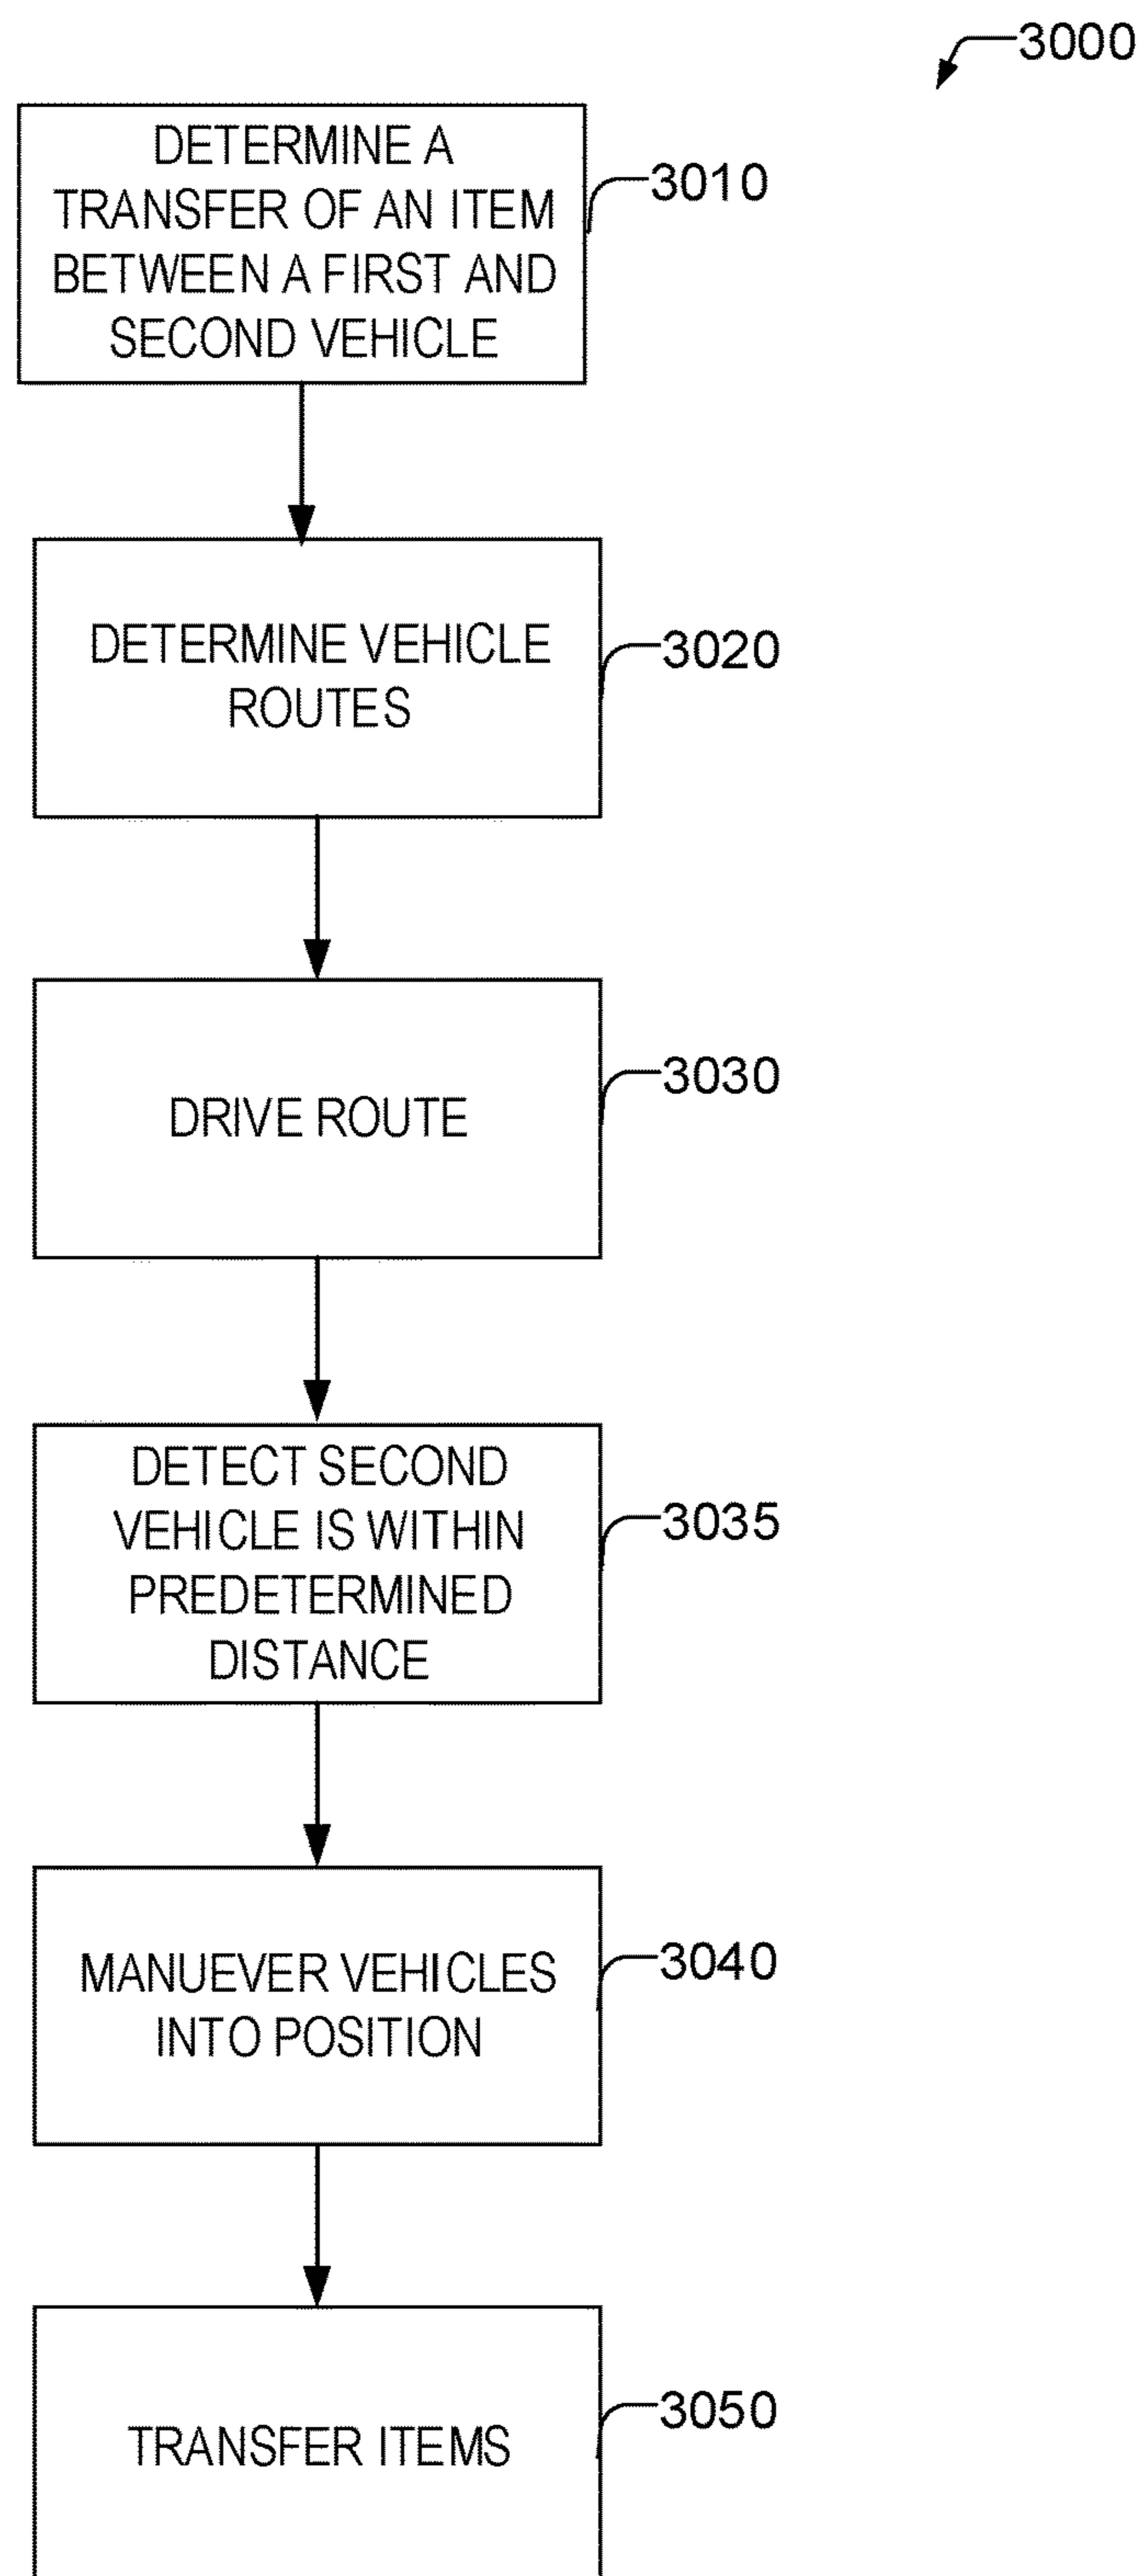 3000
DETERMINE A
TRANSFER OF AN ITEM
BETWEEN A FIRST AND
SECOND VEHICLE
3010
DETERMINE VEHICLE
ROUTES
3020
DRIVE ROUTE
3030
DETECT SECOND
VEHICLE IS WITHIN
PREDETERMINED
DISTANCE
3035
MANUEVER VEHICLES
INTO POSITION
3040
TRANSFER ITEMS
3050